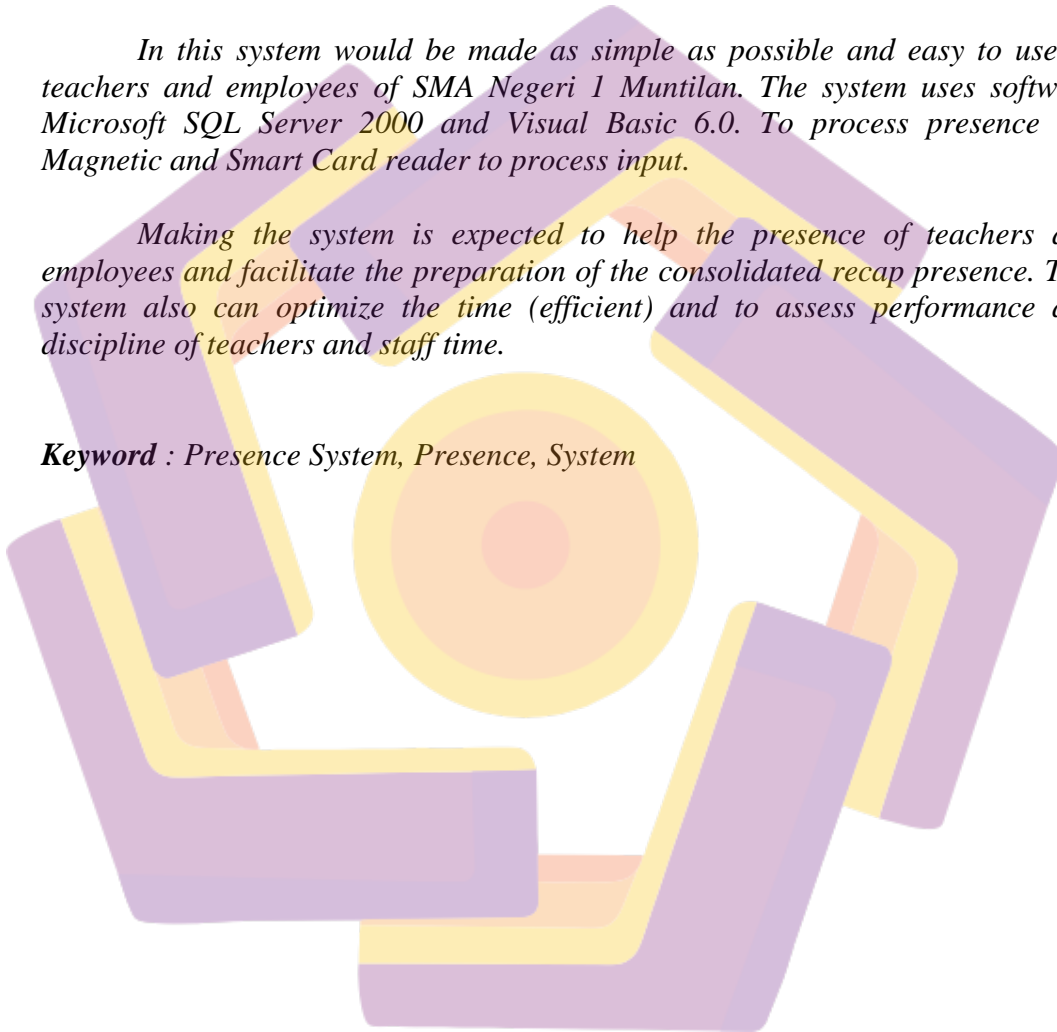 In this system would be made as simple as possible and easy to use
teachers and employees of SMA Negeri 1 Muntilan. The system uses
Microsoft SQL Server 2000 and Visual Basic 6.0. To process presence
Magnetic and Smart Card reader to process input.
Making the system is expected to help the presence of teachers
employees and facilitate the preparation of the consolidated recap presence.
system also can optimize the time (efficient) and to assess performance
discipline of teachers and staff time.
Keyword : Presence System, Presence, System